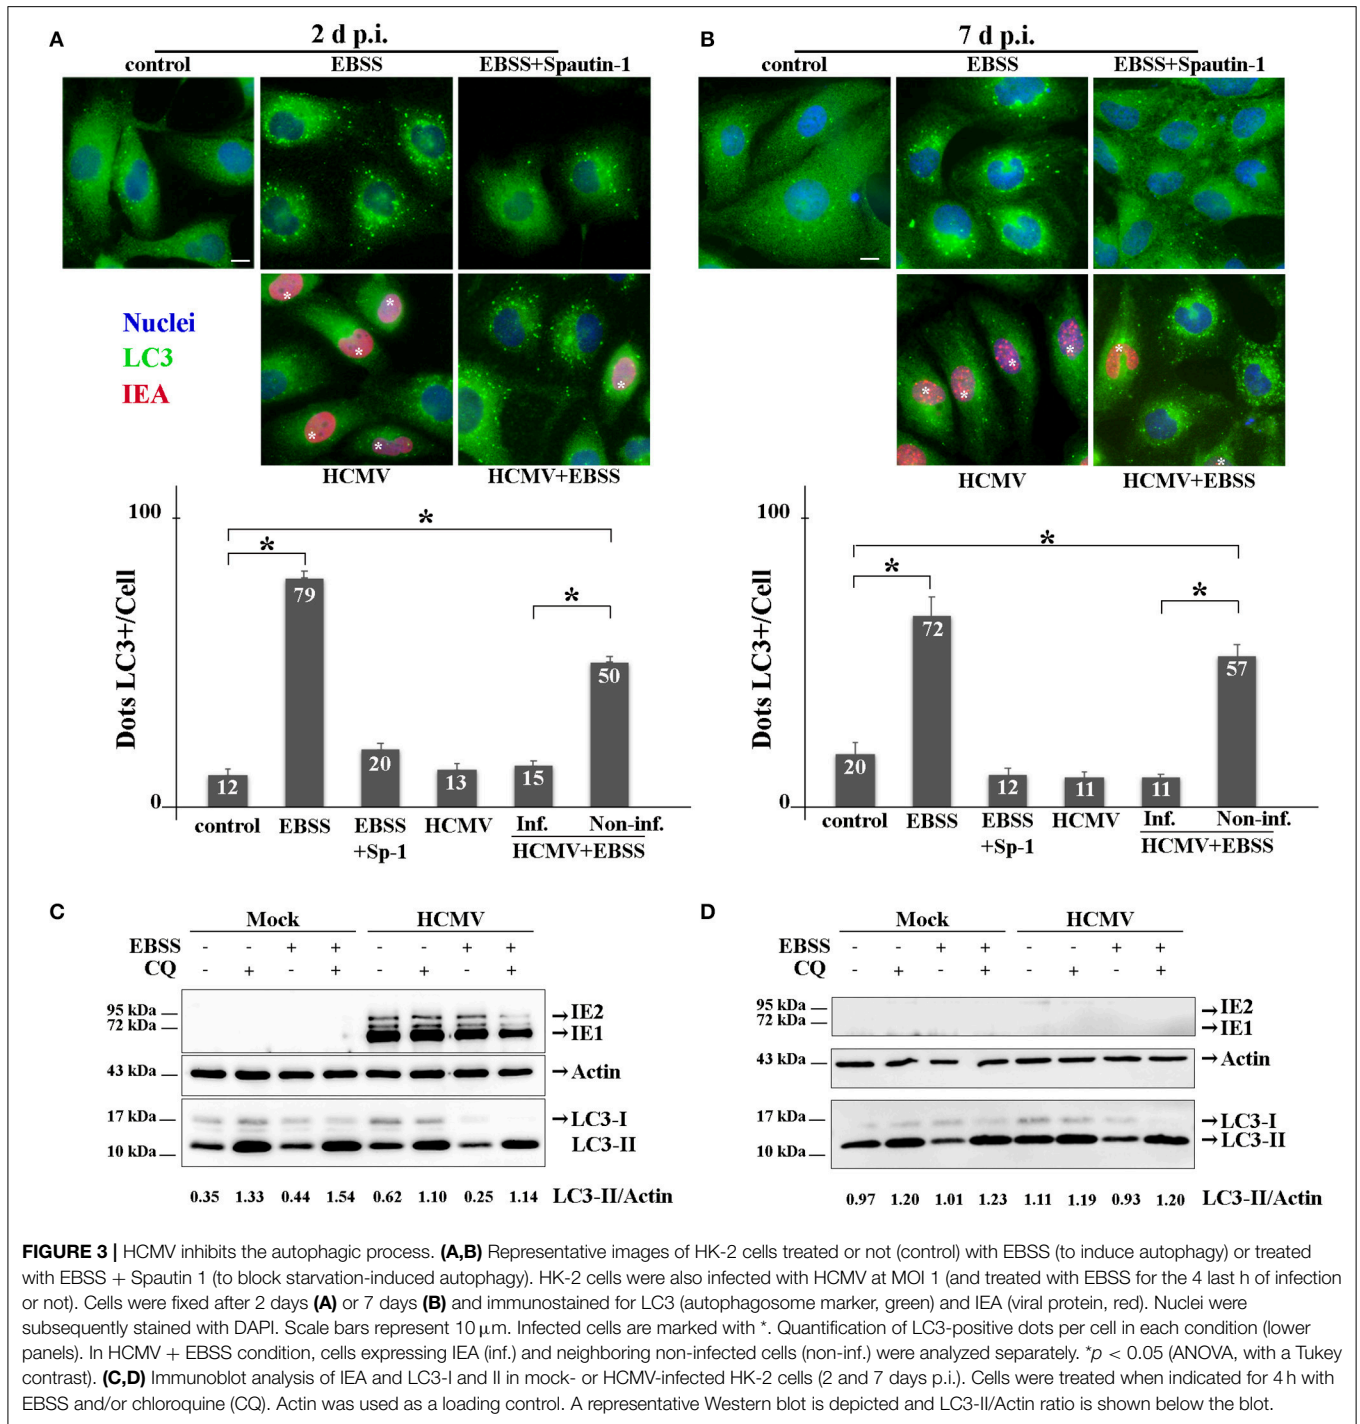 A
2 d p.i.
control EBSS EBSS+Spautin-1
Nuclei
LC3
IEA
HCMV HCMV+EBSS
100
Dots LC3+/Cell
0
* * *
79
50
12 20 13 15
control EBSS EBSS +Sp-1 HCMV Inf. Non-inf.
HCMV+EBSS
B
7 d p.i.
control EBSS EBSS+Spautin-1
HCMV HCMV+EBSS
100
Dots LC3+/Cell
0
* * *
72
57
20 12 11 11
control EBSS EBSS +Sp-1 HCMV Inf. Non-inf.
HCMV+EBSS
C
Mock HCMV
EBSS - - + + - - + +
CQ - + - + - + - +
95 kDa →IE2
72 kDa →IE1
43 kDa →Actin
17 kDa →LC3-I
10 kDa LC3-II
0.35 1.33 0.44 1.54 0.62 1.10 0.25 1.14 LC3-II/Actin
D
Mock HCMV
EBSS - - + + - - + +
CQ - + - + - + - +
95 kDa →IE2
72 kDa →IE1
43 kDa →Actin
17 kDa →LC3-I
10 kDa →LC3-II
0.97 1.20 1.01 1.23 1.11 1.19 0.93 1.20 LC3-II/Actin
FIGURE 3 | HCMV inhibits the autophagic process. (A,B) Representative images of HK-2 cells treated or not (control) with EBSS (to induce autophagy) or treated
with EBSS + Spautin 1 (to block starvation-induced autophagy). HK-2 cells were also infected with HCMV at MOI 1 (and treated with EBSS for the 4 last h of infection
or not). Cells were fixed after 2 days (A) or 7 days (B) and immunostained for LC3 (autophagosome marker, green) and IEA (viral protein, red). Nuclei were
subsequently stained with DAPI. Scale bars represent 10 μm. Infected cells are marked with *. Quantification of LC3-positive dots per cell in each condition (lower
panels). In HCMV + EBSS condition, cells expressing IEA (inf.) and neighboring non-infected cells (non-inf.) were analyzed separately. *p < 0.05 (ANOVA, with a Tukey
contrast). (C,D) Immunoblot analysis of IEA and LC3-I and II in mock- or HCMV-infected HK-2 cells (2 and 7 days p.i.). Cells were treated when indicated for 4 h with
EBSS and/or chloroquine (CQ). Actin was used as a loading control. A representative Western blot is depicted and LC3-II/Actin ratio is shown below the blot.